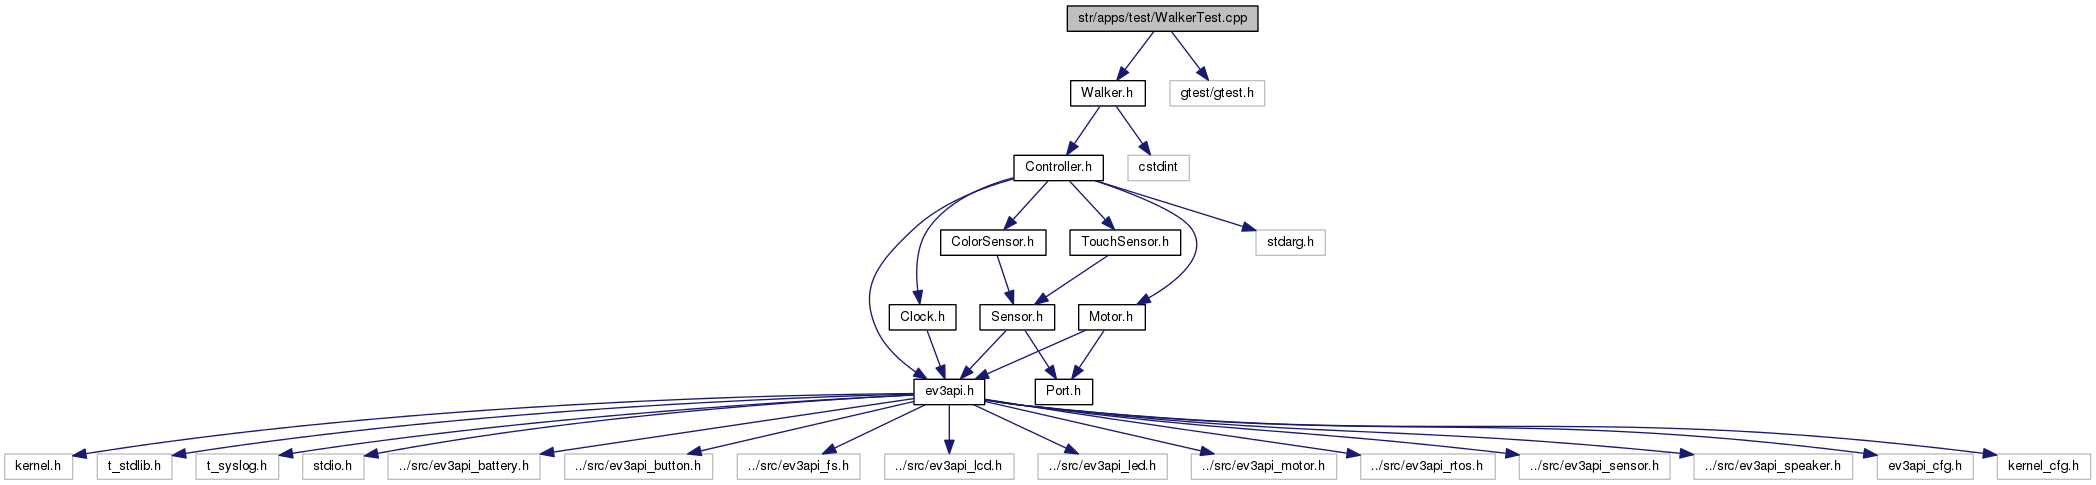 str/apps/test/WalkerTest.cpp
Walker.h
gtest/gtest.h
Controller.h
cstdint
ColorSensor.h
TouchSensor.h
stdarg.h
Clock.h
Sensor.h
Motor.h
ev3api.h
Port.h
kernel.h
t_stdlib.h
t_syslog.h
stdio.h
../src/ev3api_battery.h
../src/ev3api_button.h
../src/ev3api_fs.h
../src/ev3api_lcd.h
../src/ev3api_led.h
../src/ev3api_motor.h
../src/ev3api_rtos.h
../src/ev3api_sensor.h
../src/ev3api_speaker.h
ev3api_cfg.h
kernel_cfg.h